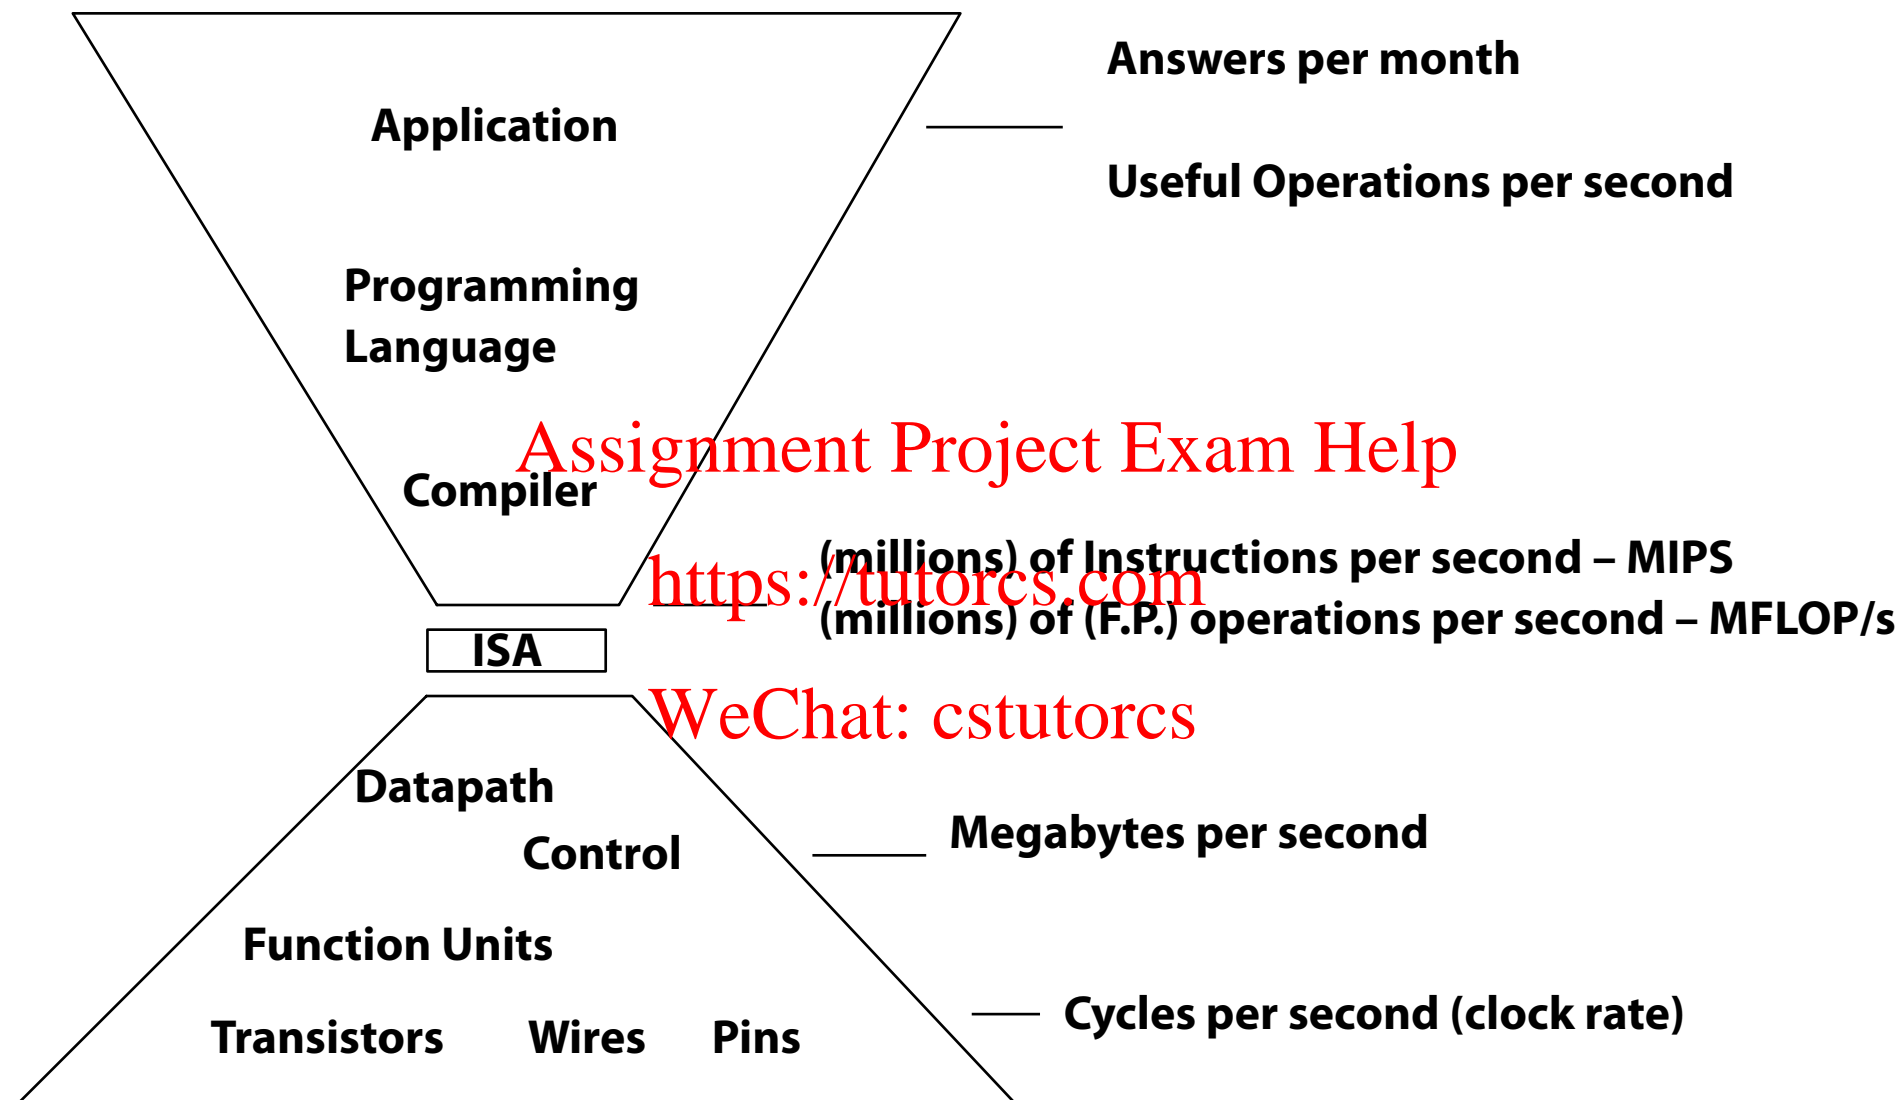 Answers per month
Application
Useful Operations per second
Programming
Language
Assignment Project Exam Help
Compiler
(millions) of Instructions per second – MIPS
https://tutorcs.com
(millions) of (F.P.) operations per second – MFLOP/s
ISA
WeChat: cstutorcs
Datapath
Megabytes per second
Control
Function Units
Cycles per second (clock rate)
Transistors Wires Pins